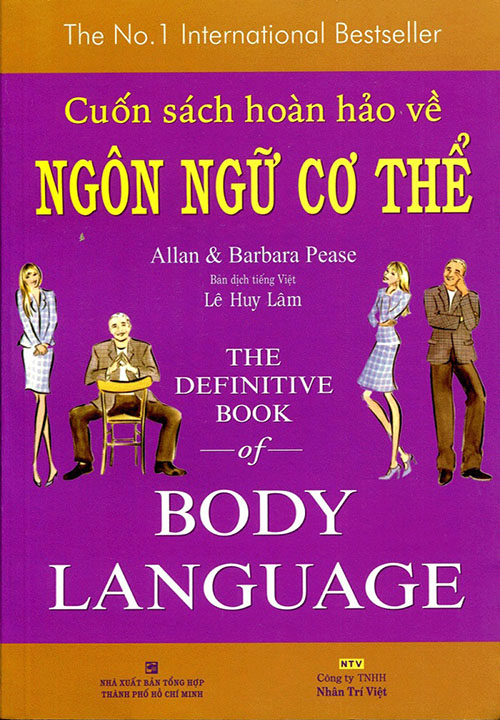 The No.1 International Bestseller
Cuốn sách hoàn hảo về
NGÔN NGỮ CƠ THỂ
Allan & Barbara Pease
Bản dịch tiếng Việt
Lê Huy Lâm
THE
DEFINITIVE
BOOK
of
BODY
LANGUAGE
NHÀ XUẤT BẢN TỔNG HỢP
THÀNH PHỐ HỒ CHÍ MINH
NTV
Công ty TNHH
Nhân Trí Việt